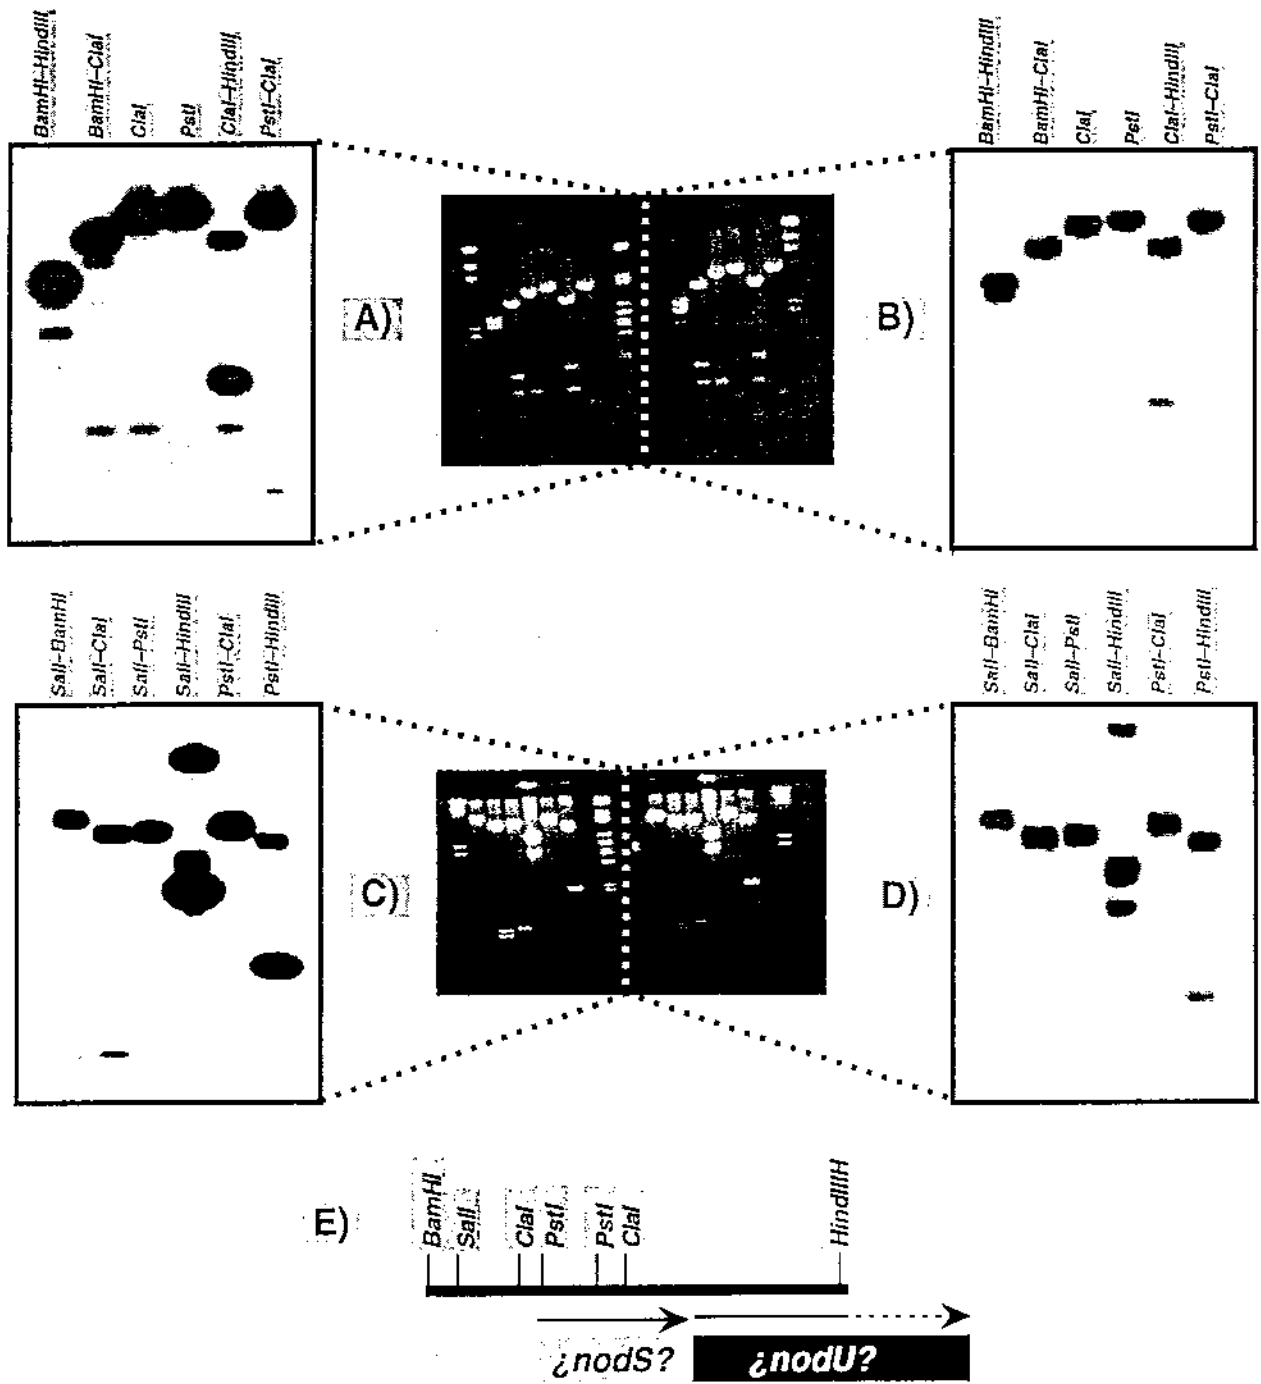 BamHI–HindIII
BamHI–ClaI
ClaI
PstI
ClaI–HindIII
PstI–ClaI
BamHI–HindIII
BamHI–ClaI
ClaI
PstI
ClaI–HindIII
PstI–ClaI
A)
B)
SalI–BamHI
SalI–ClaI
SalI–PstI
SalI–HindIII
PstI–ClaI
PstI–HindIII
SalI–BamHI
SalI–ClaI
SalI–PstI
SalI–HindIII
PstI–ClaI
PstI–HindIII
C)
D)
E)
BamHI
SalI
ClaI
PstI
PstI
ClaI
HindIIIH
¿nodS?
¿nodU?